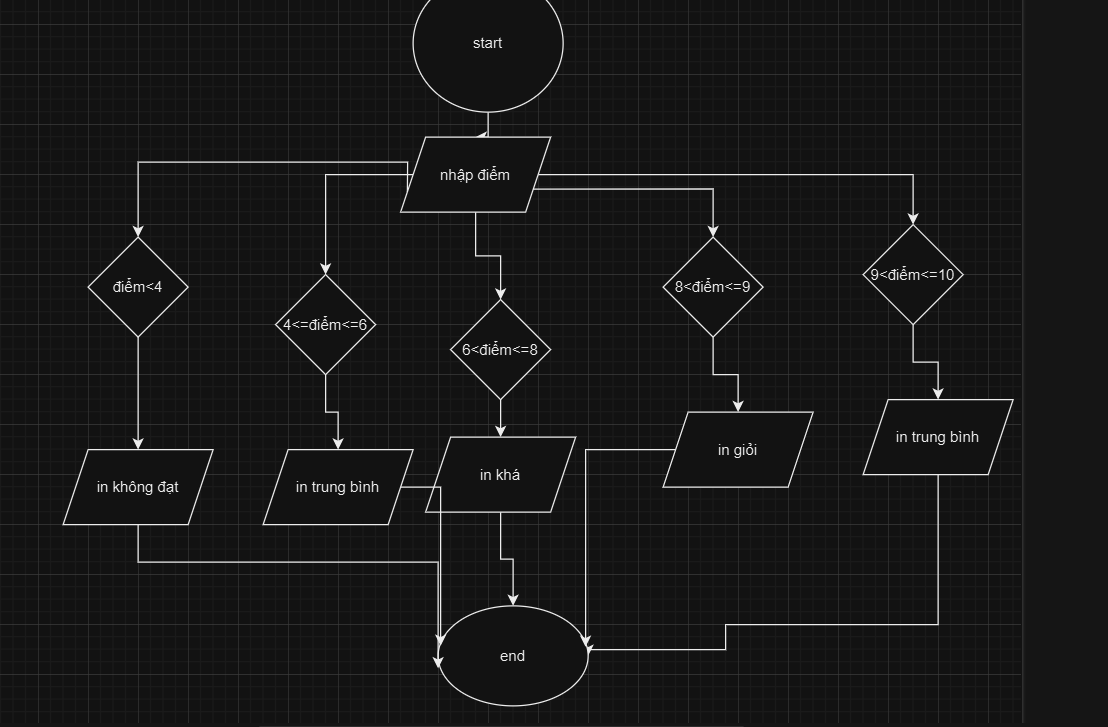 start
nhập điểm
điểm<4
4<=điểm<=6
6<điểm<=8
8<điểm<=9
9<điểm<=10
in không đạt
in trung bình
in khá
in giỏi
in trung bình
end